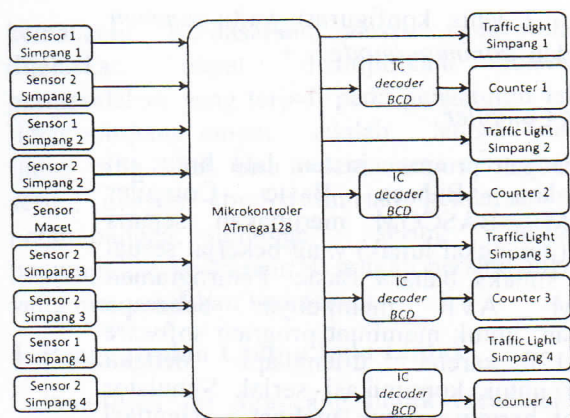 Sensor 1
Simpang 1
Sensor 2
Simpang 1
Sensor 1
Simpang 2
Sensor 2
Simpang 2
Sensor
Macet
Sensor 2
Simpang 3
Sensor 2
Simpang 3
Sensor 1
Simpang 4
Sensor 2
Simpang 4
Mikrokontroler
ATmega128
IC
decoder
BCD
IC
decoder
BCD
IC
decoder
BCD
IC
decoder
BCD
Traffic Light
Simpang 1
Counter 1
Traffic Light
Simpang 2
Counter 2
Traffic Light
Simpang 3
Counter 3
Traffic Light
Simpang 4
Counter 4